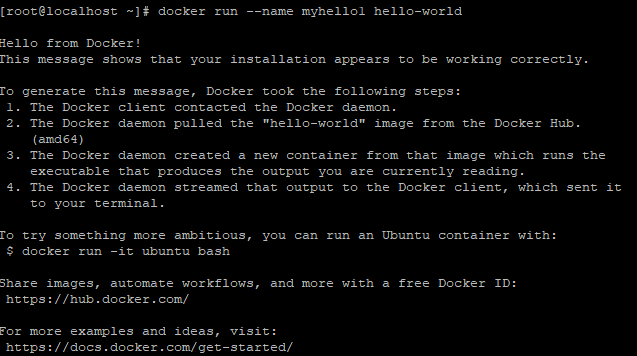 [root@localhost ~]# docker run --name myhello1 hello-world
Hello from Docker!
This message shows that your installation appears to be working correctly.
To generate this message, Docker took the following steps:
1. The Docker client contacted the Docker daemon.
2. The Docker daemon pulled the "hello-world" image from the Docker Hub.
(amd64)
3. The Docker daemon created a new container from that image which runs the
executable that produces the output you are currently reading.
4. The Docker daemon streamed that output to the Docker client, which sent it
to your terminal.
To try something more ambitious, you can run an Ubuntu container with:
$ docker run -it ubuntu bash
Share images, automate workflows, and more with a free Docker ID:
https://hub.docker.com/
For more examples and ideas, visit:
https://docs.docker.com/get-started/